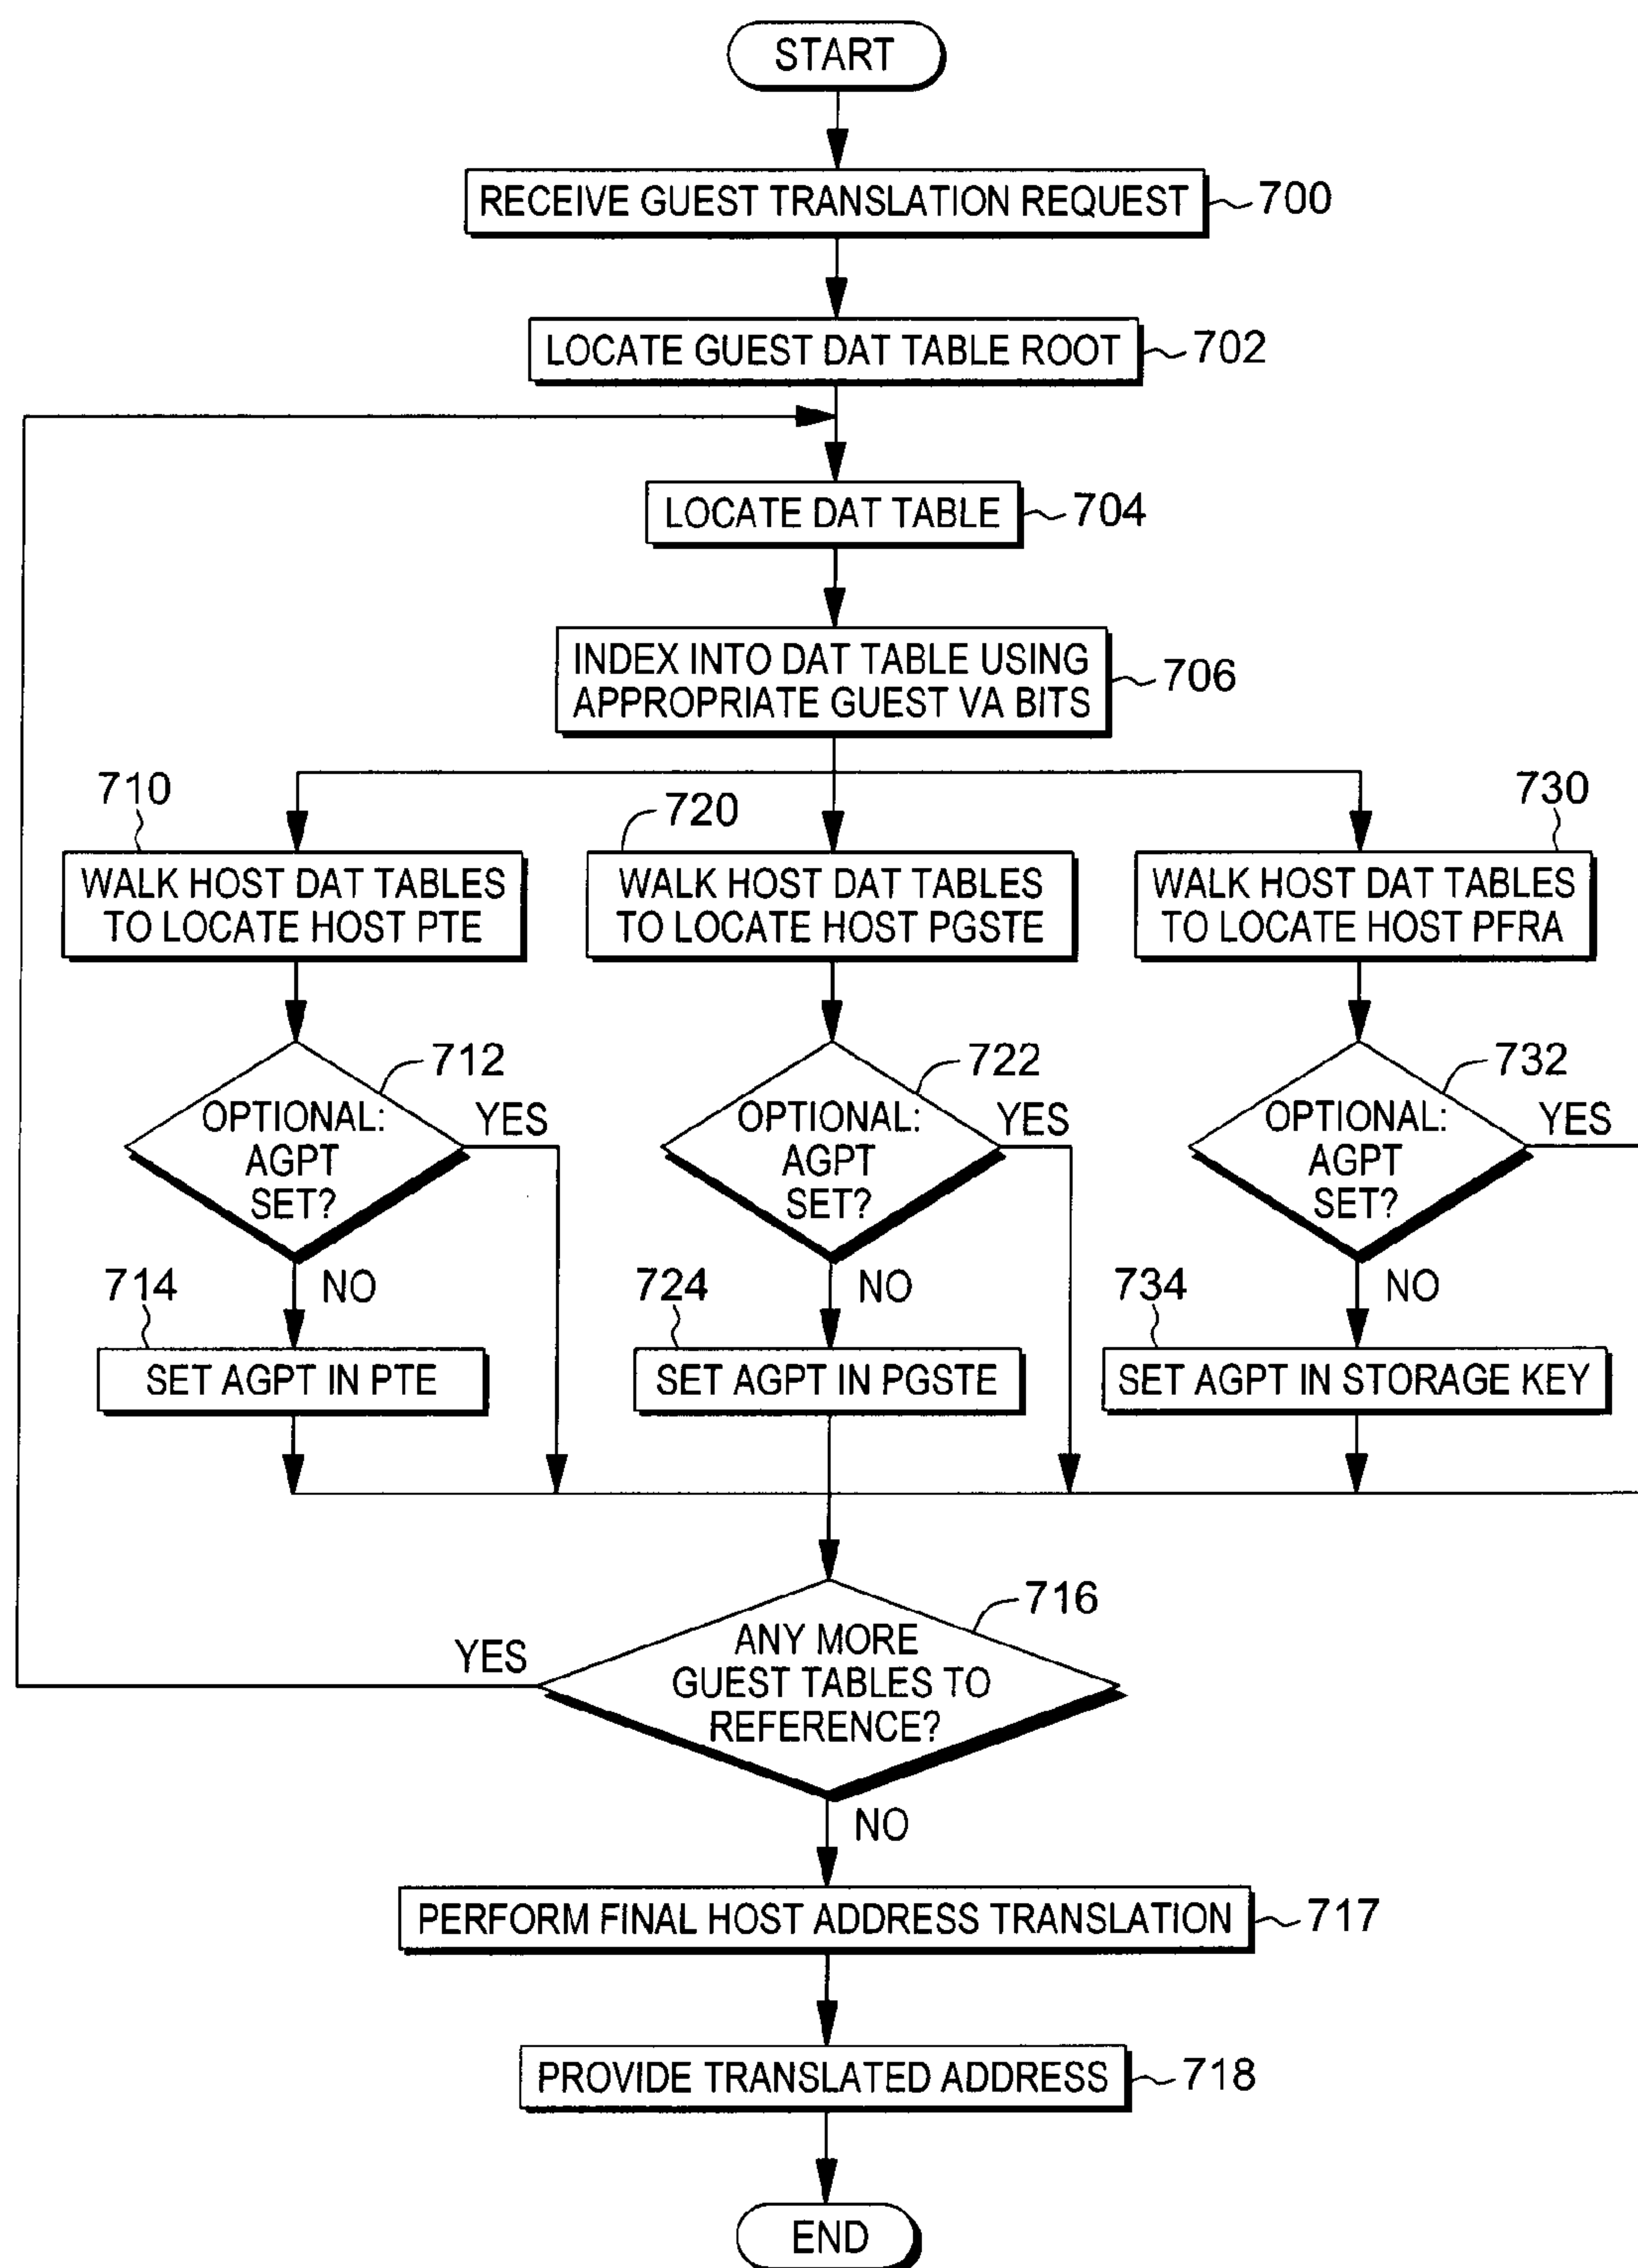 START
RECEIVE GUEST TRANSLATION REQUEST
700
LOCATE GUEST DAT TABLE ROOT
702
LOCATE DAT TABLE
704
INDEX INTO DAT TABLE USING
APPROPRIATE GUEST VA BITS
706
710
WALK HOST DAT TABLES
TO LOCATE HOST PTE
720
WALK HOST DAT TABLES
TO LOCATE HOST PGSTE
730
WALK HOST DAT TABLES
TO LOCATE HOST PFRA
712
OPTIONAL:
AGPT
SET?
YES
NO
722
OPTIONAL:
AGPT
SET?
YES
NO
732
OPTIONAL:
AGPT
SET?
YES
NO
714
SET AGPT IN PTE
724
SET AGPT IN PGSTE
734
SET AGPT IN STORAGE KEY
716
ANY MORE
GUEST TABLES TO
REFERENCE?
YES
NO
PERFORM FINAL HOST ADDRESS TRANSLATION
717
PROVIDE TRANSLATED ADDRESS
718
END